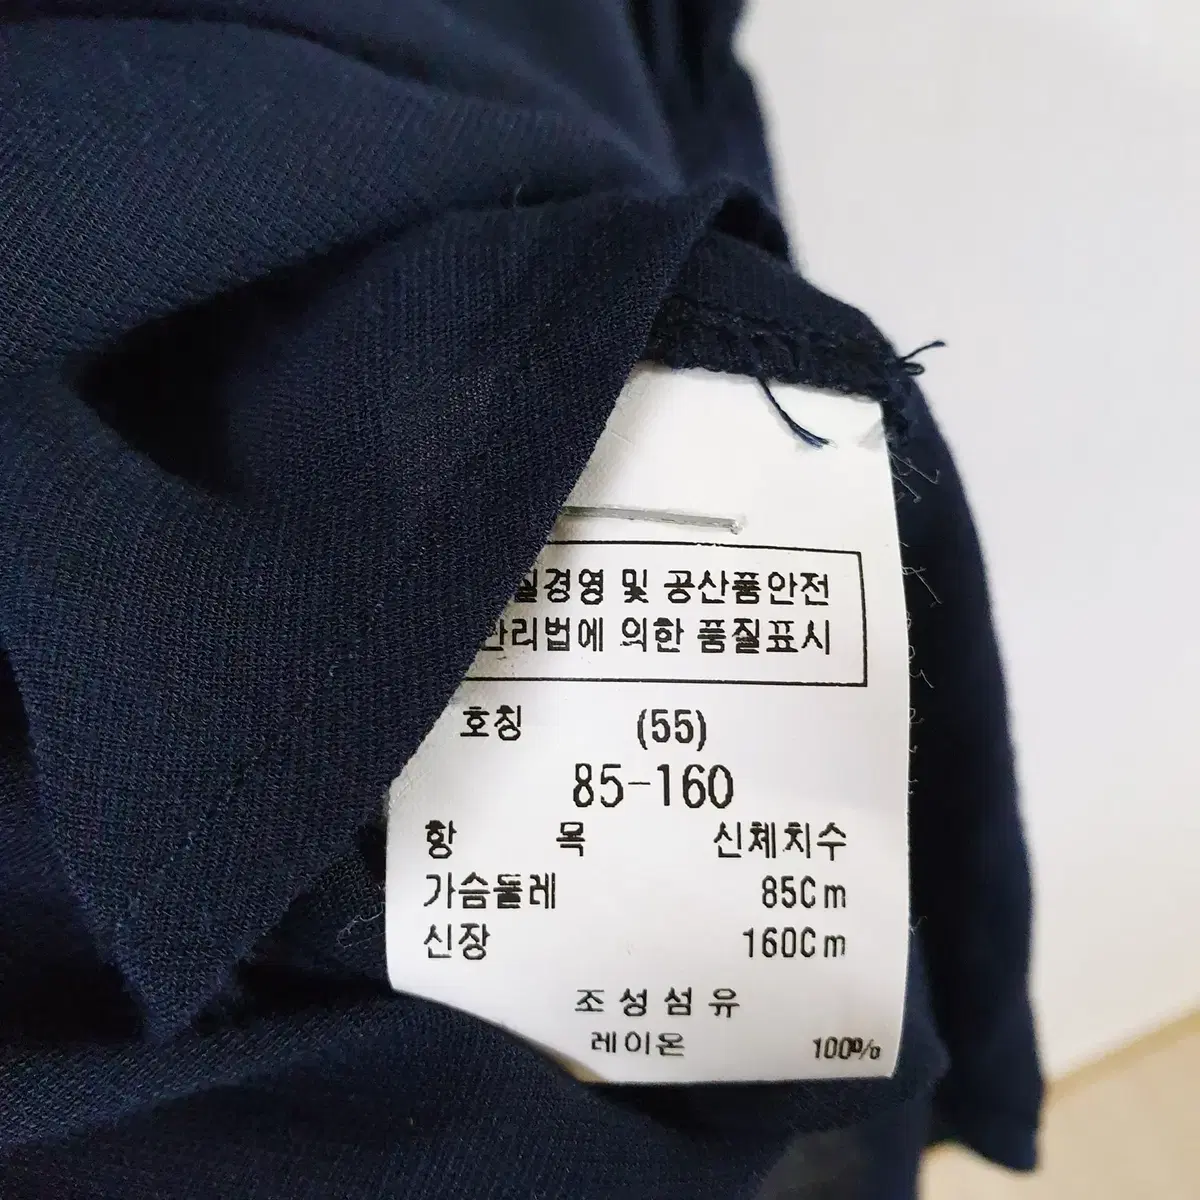 경영 및 공산품안전
리법에 의한 품질표시
호칭 (55)
85-160
항 목 신체치수
가슴둘레 85Cm
신장 160Cm
조성섬유
레이온 100%